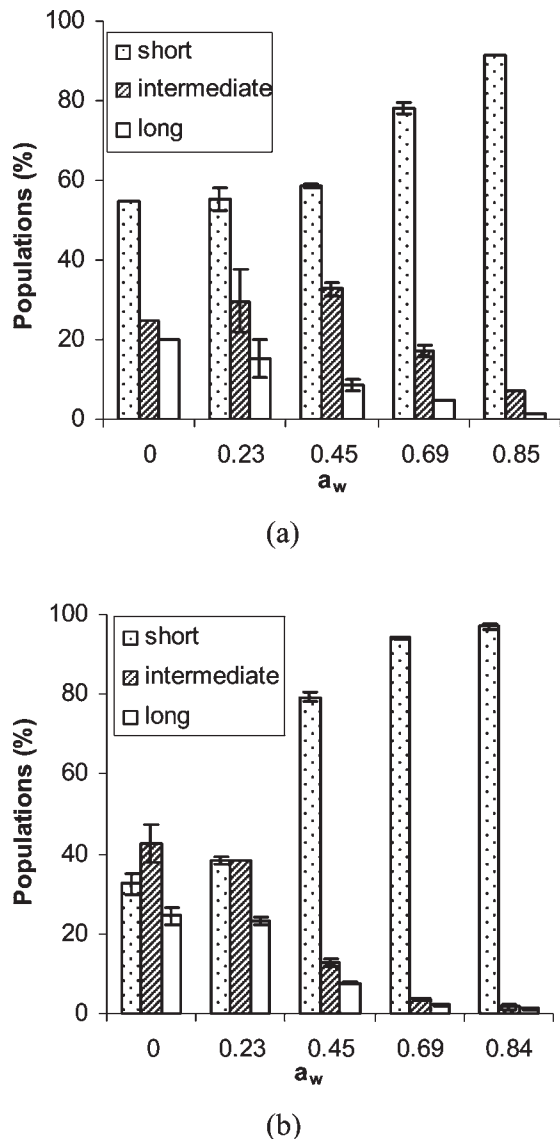 100
80
60
40
20
0
Populations (%)
short
intermediate
long
0 0.23 0.45 0.69 0.85
aw
(a)
100
80
60
40
20
0
Populations (%)
short
intermediate
long
0 0.23 0.45 0.69 0.84
aw
(b)